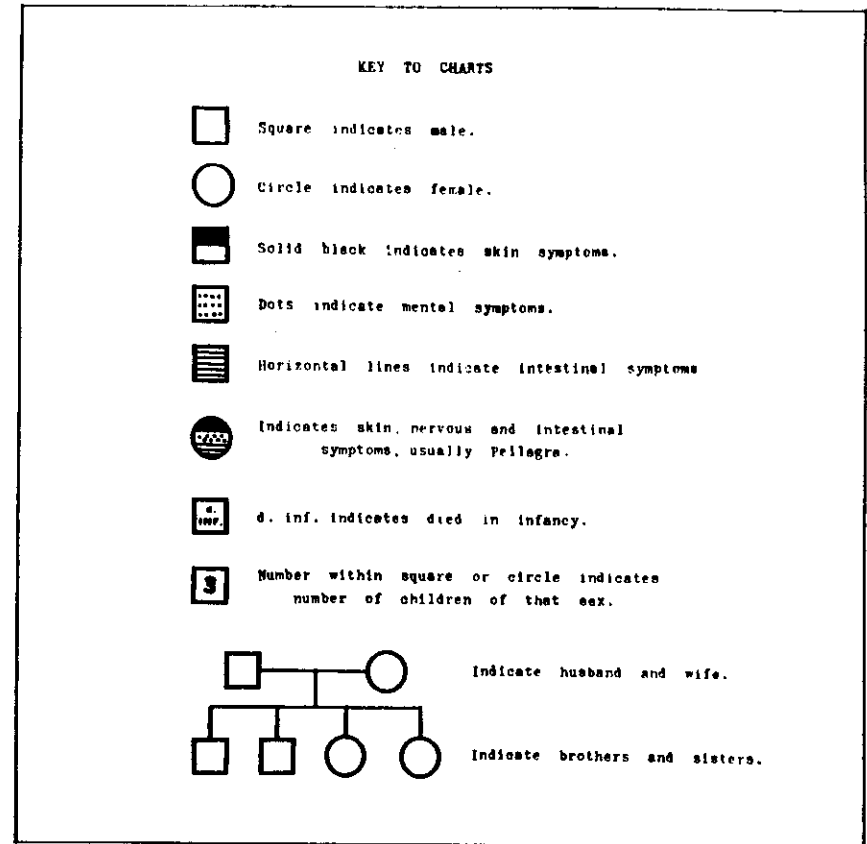 KEY TO CHARTS
Square indicates male.
Circle indicates female.
Solid black indicates skin symptoms.
Dots indicate mental symptoms.
Horizontal lines indicate intestinal symptoms
Indicates skin, nervous and intestinal
symptoms, usually Pellagra.
d.
INF.
d. inf. indicates died in infancy.
3
Number within square or circle indicates
number of children of that sex.
Indicate husband and wife.
Indicate brothers and sisters.